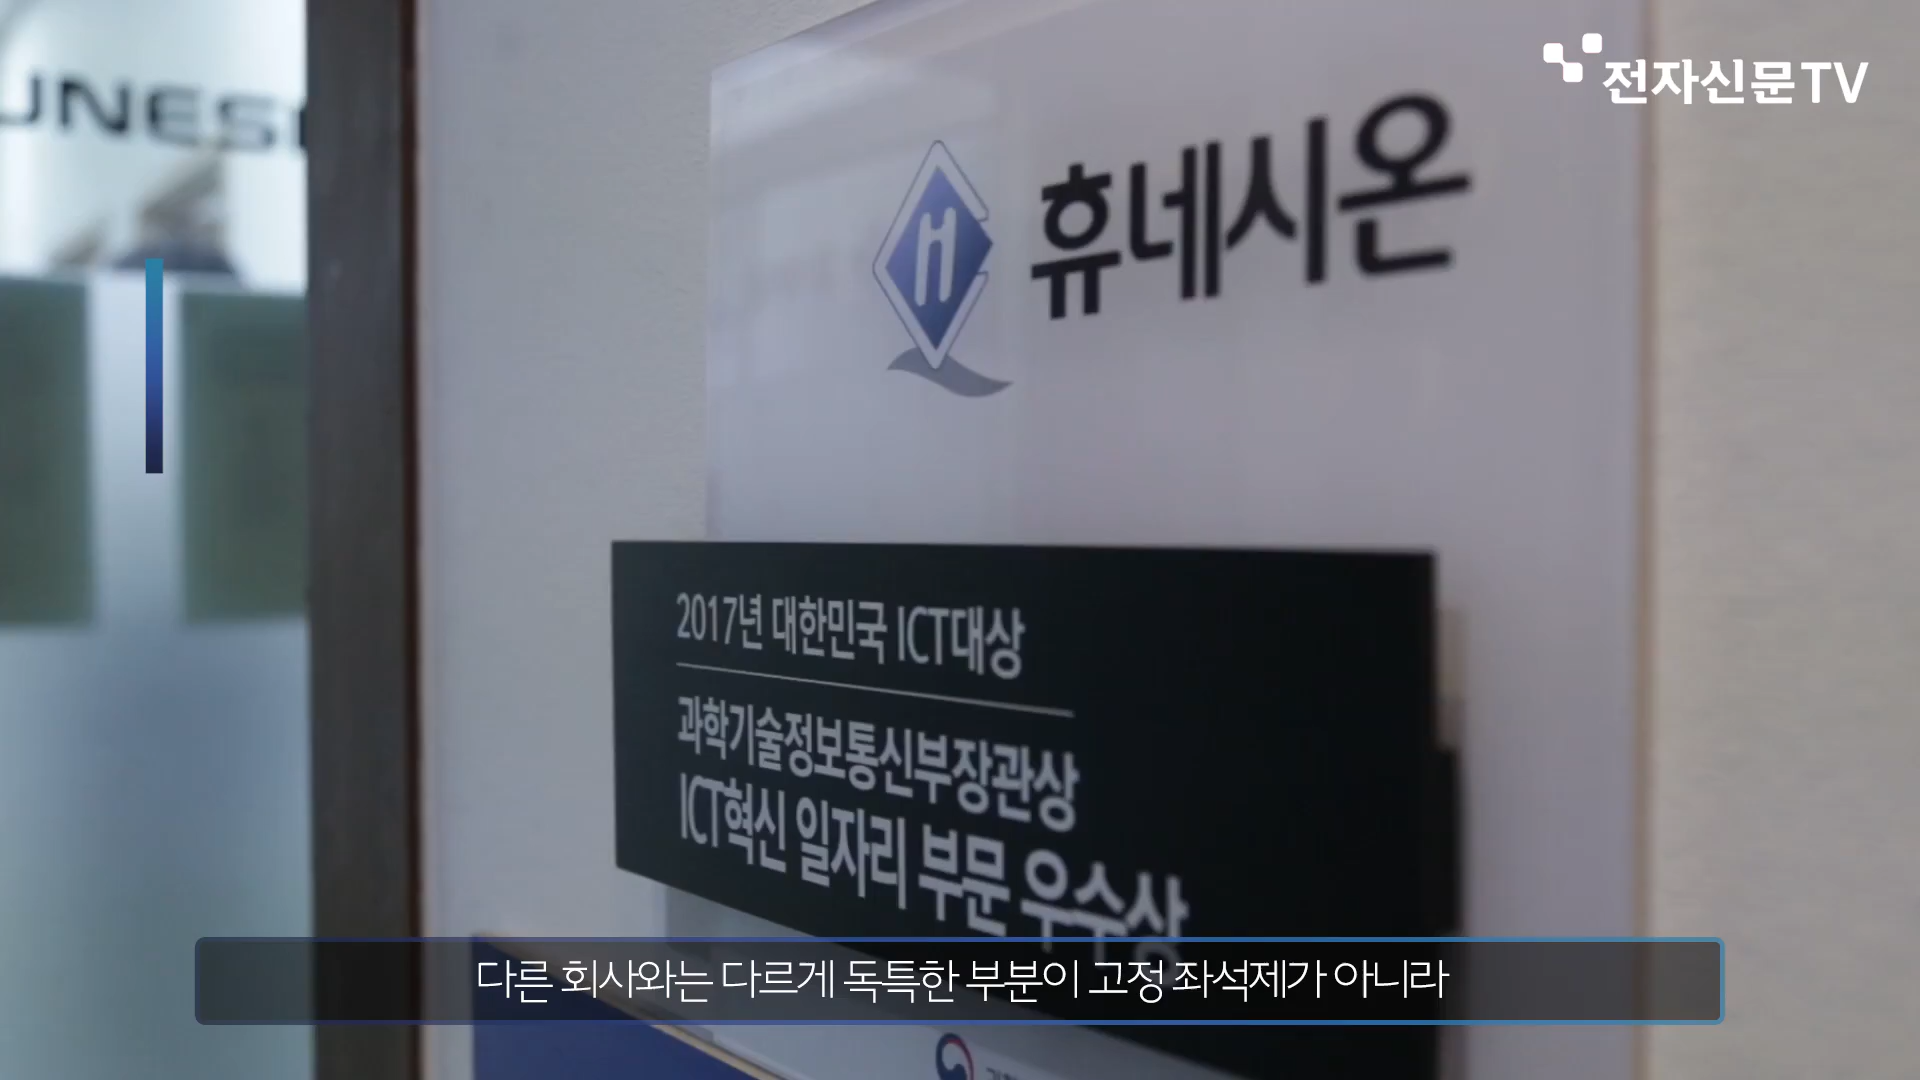 전자신문TV
UNES
휴네시온
2017년 대한민국 ICT대상
과학기술정보통신부장관상
ICT혁신 일자리 부문 우수상
다른 회사와는 다르게 독특한 부분이 고정 좌석제가 아니라